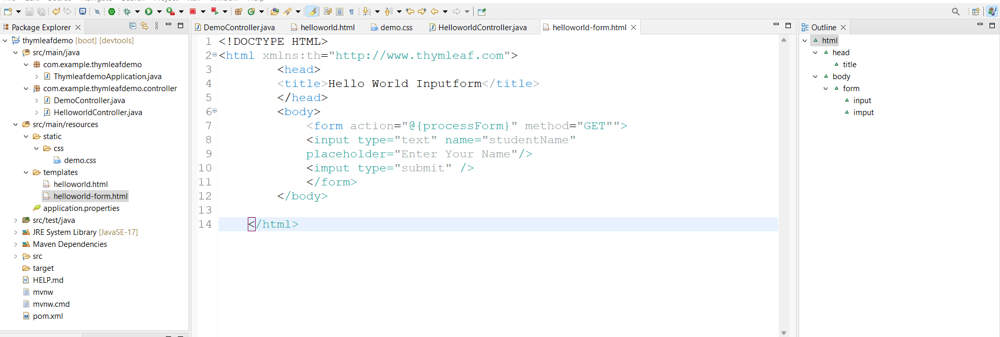 Package Explorer
thymleafdemo [boot] [devtools]
src/main/java
com.example.thymleafdemo
ThymleafdemoApplication.java
com.example.thymleafdemo.controller
DemoController.java
HelloworldController.java
src/main/resources
static
css
demo.css
templates
helloworld.html
helloworld-form.html
application.properties
src/test/java
JRE System Library [JavaSE-17]
Maven Dependencies
src
target
HELP.md
mvnw
mvnw.cmd
pom.xml
DemoController.java helloworld.html demo.css HelloworldController.java helloworld-form.html
1 <!DOCTYPE HTML>
2 <html xmlns:th="http://www.thymleaf.com">
3 <head>
4 <title>Hello World Inputform</title>
5 </head>
6 <body>
7 <form action="@{processForm}" method="GET"">
8 <input type="text" name="studentName"
9 placeholder="Enter Your Name"/>
10 <imput type="submit" />
11 </form>
12 </body>
13
14 </html>
Outline
html
head
title
body
form
input
imput